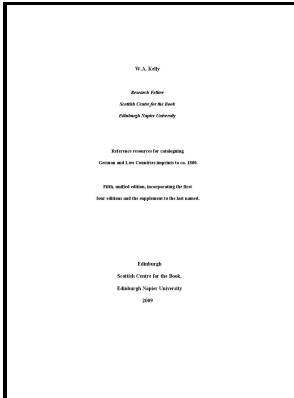 W.A. Kelly
Research Fellow
Scottish Centre for the Book
Edinburgh Napier University
Reference resources for cataloguing
German and Low Countries imprints to ca. 1800.
Fifth, unified edition, incorporating the first
four editions and the supplement to the last named.
Edinburgh
Scottish Centre for the Book,
Edinburgh Napier University
2009